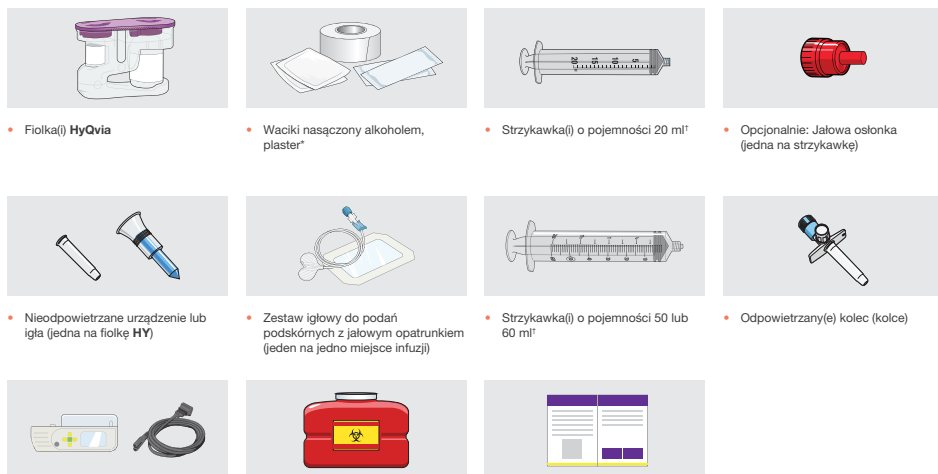 • Fiolka(i) HyQvia
• Waciki nasączony alkoholem,
plaster*
• Strzykawka(i) o pojemności 20 ml†
• Opcjonalnie: Jałowa osłonka
(jedna na strzykawkę)
• Nieodpowietrzane urządzenie lub
igła (jedna na fiolkę HY)
• Zestaw igłowy do podań
podskórnych z jałowym opatrunkiem
(jeden na jedno miejsce infuzji)
• Strzykawka(i) o pojemności 50 lub
60 ml†
• Odpowietrzany(e) kolec (kolce)